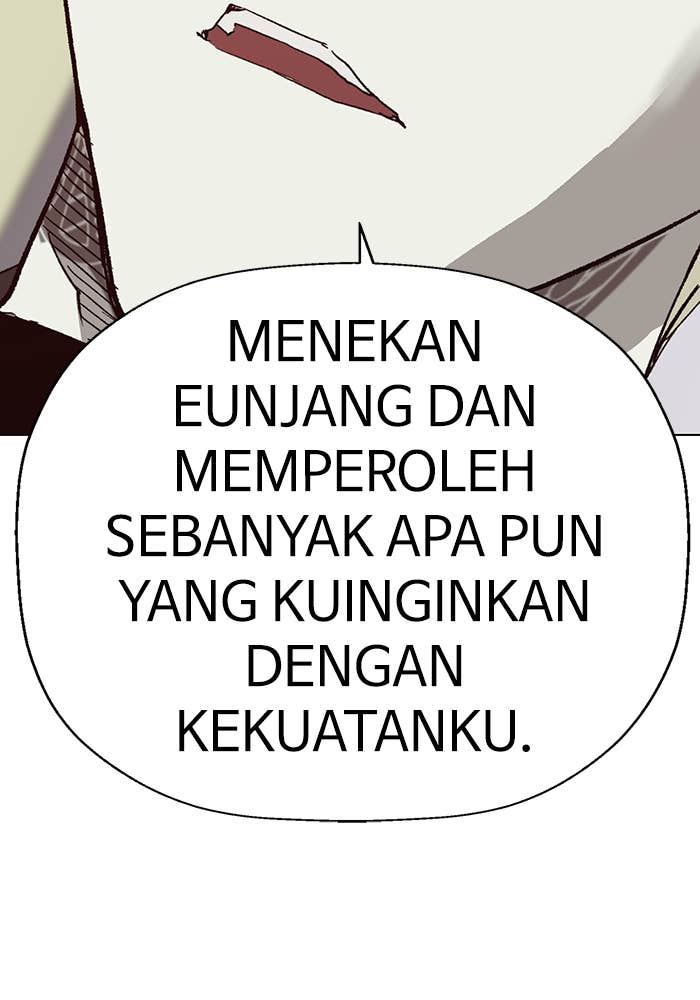 MENEKAN
EUNJANG DAN
MEMPEROLEH
SEBANYAK APA PUN
YANG KUINGINKAN
DENGAN
KEKUATANKU.